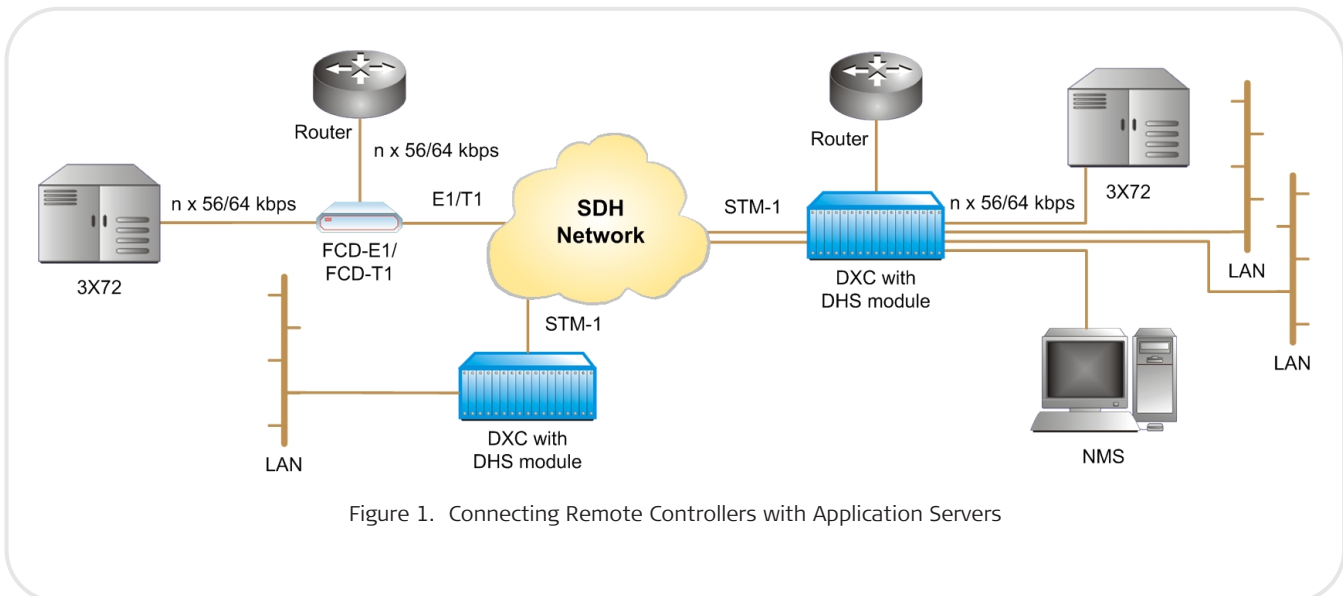 Router
n x 56/64 kbps
3X72
n x 56/64 kbps
FCD-E1/
FCD-T1
E1/T1
SDH
Network
STM-1
Router
n x 56/64 kbps
3X72
DXC with
DHS module
LAN
LAN
NMS
STM-1
DXC with
DHS module
LAN
Figure 1. Connecting Remote Controllers with Application Servers